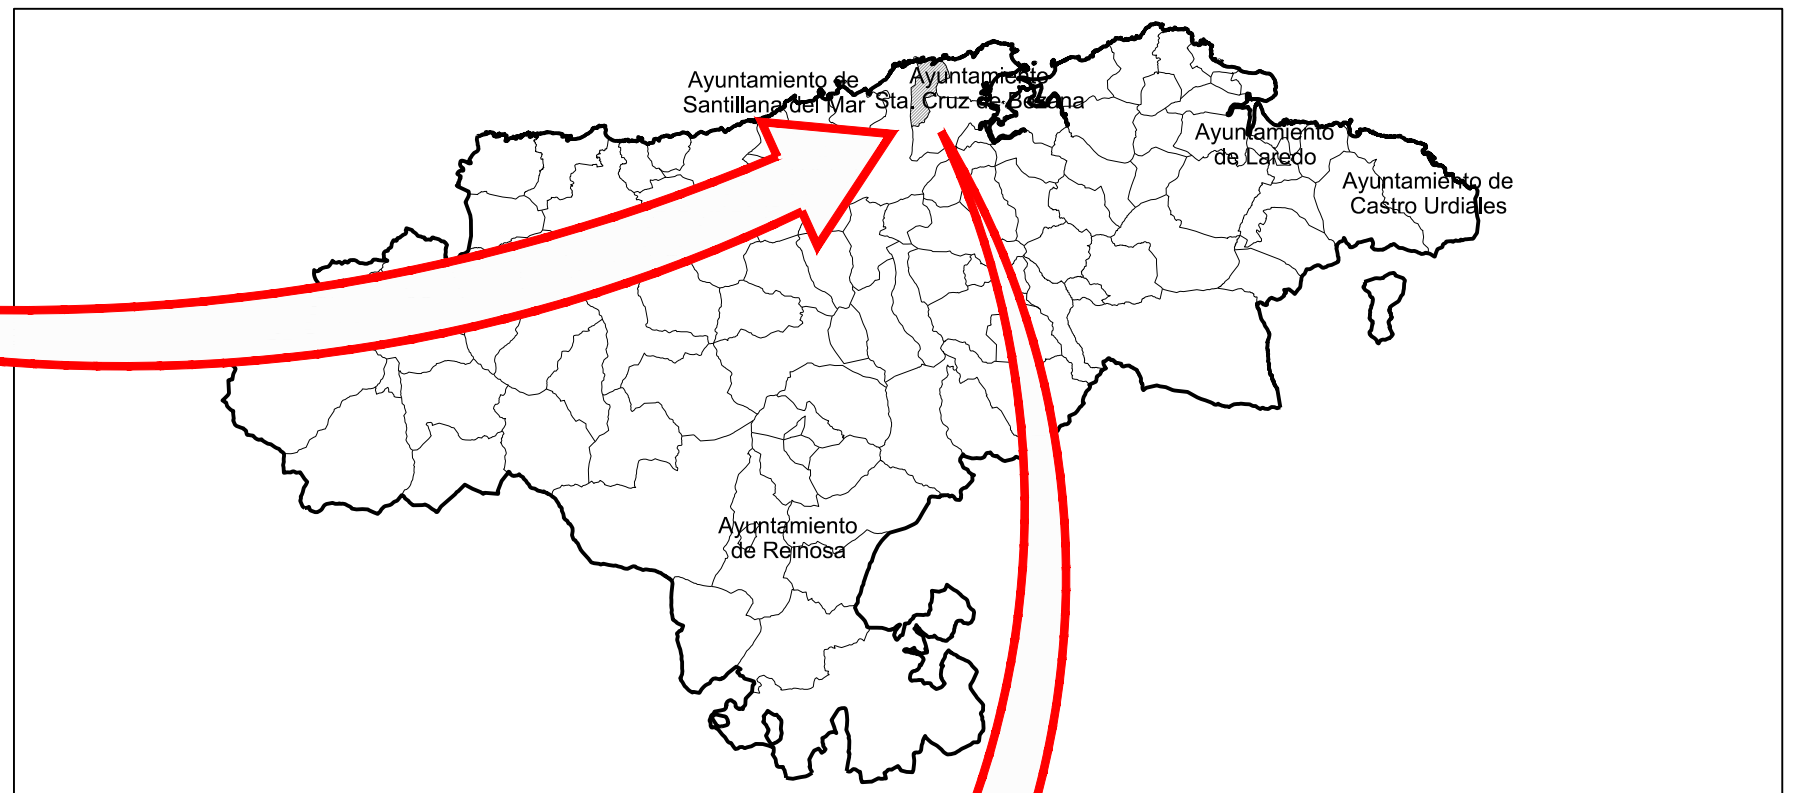 Ayuntamiento de
Santillana del Mar
Ayuntamiento
Sta. Cruz de Bezana
Ayuntamiento
de Laredo
Ayuntamiento de
Castro Urdiales
Ayuntamiento
de Reinosa